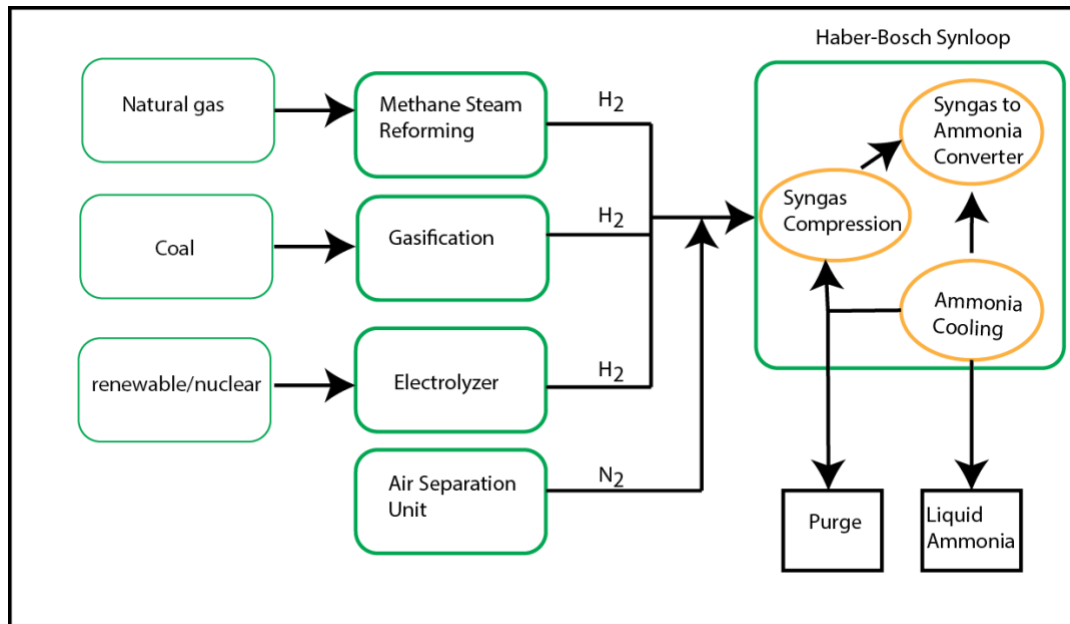 Haber-Bosch Synloop
Natural gas
Methane Steam
Reforming
H2
Syngas to
Ammonia
Converter
Syngas
Compression
Coal
Gasification
H2
Ammonia
Cooling
renewable/nuclear
Electrolyzer
H2
Air Separation
Unit
N2
Purge
Liquid
Ammonia